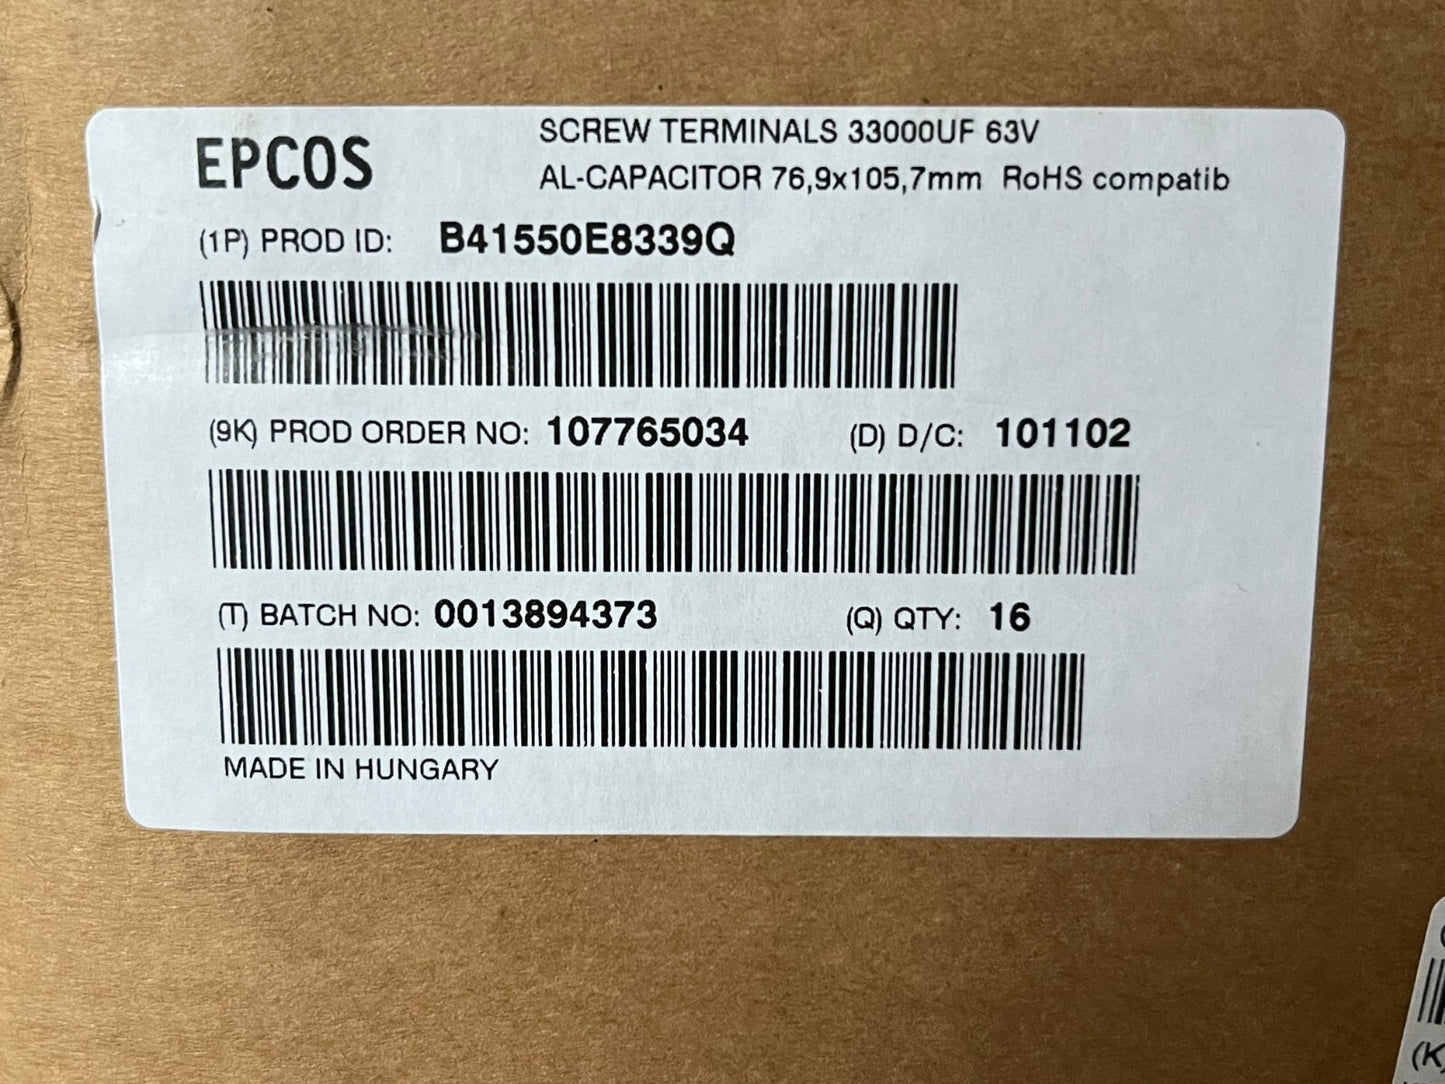 EPCOS
SCREW TERMINALS 33000UF 63V
AL-CAPACITOR 76,9x105,7mm RoHS compatib
(1P) PROD ID: B41550E8339Q
(9K) PROD ORDER NO: 107765034 (D) D/C: 101102
(T) BATCH NO: 0013894373 (Q) QTY: 16
MADE IN HUNGARY
(K)